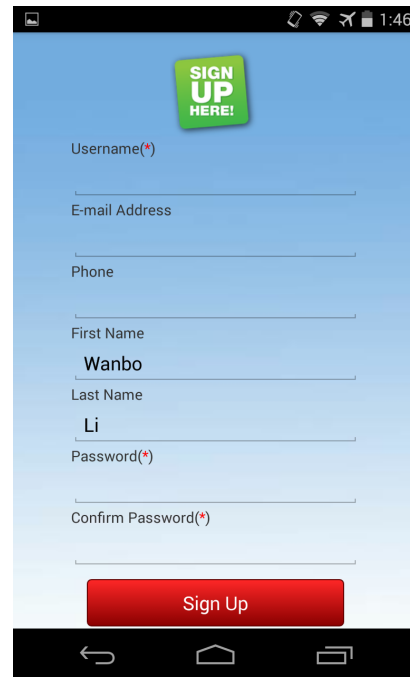 1:46
SIGN
UP
HERE!
Username(*)
E-mail Address
Phone
First Name
Wanbo
Last Name
Li
Password(*)
Confirm Password(*)
Sign Up